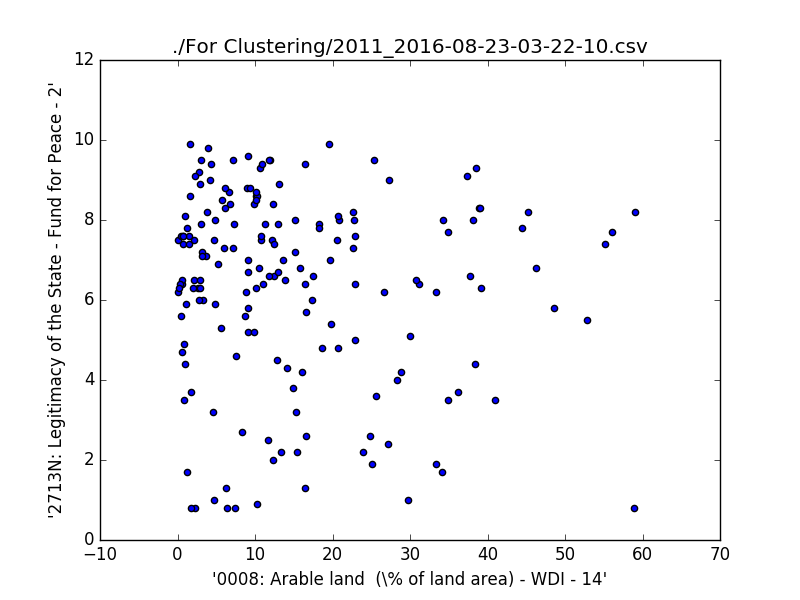 ./For Clustering/2011_2016-08-23-03-22-10.csv
12
10
8
6
4
2
0
'2713N: Legitimacy of the State - Fund for Peace - 2'
−10 0 10 20 30 40 50 60 70
'0008: Arable land  (\% of land area) - WDI - 14'